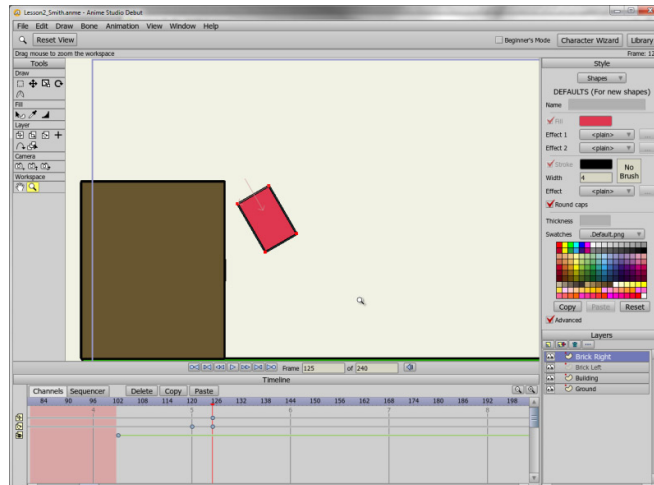 Lesson2_Smith.anme - Anime Studio Debut
File Edit Draw Bone Animation View Window Help
Reset View
Beginner's Mode
Character Wizard
Library
Drag mouse to zoom the workspace
Frame: 12
Tools
Draw
Fill
Layer
Camera
Workspace
Style
Shapes
DEFAULTS (For new shapes)
Name
Fill
Effect 1 <plain>
Effect 2 <plain>
Stroke
No Brush
Width 4
Effect <plain>
Round caps
Thickness
Swatches .Default.png
Copy Paste Reset
Advanced
Layers
Brick Right
Brick Left
Building
Ground
Frame 125 of 240
Timeline
Channels Sequencer Delete Copy Paste
84 90 96 102 108 114 120 126 132 138 144 150 156 162 168 174 180 186 192 198
4 5 6 7 8